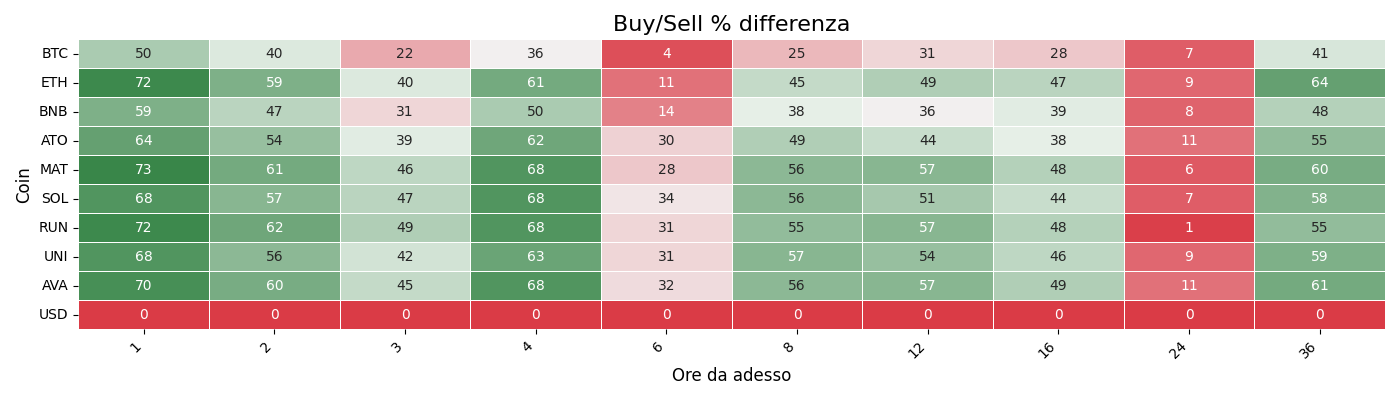 Buy/Sell % differenza
Coin
BTC 50 40 22 36 4 25 31 28 7 41
ETH 72 59 40 61 11 45 49 47 9 64
BNB 59 47 31 50 14 38 36 39 8 48
ATO 64 54 39 62 30 49 44 38 11 55
MAT 73 61 46 68 28 56 57 48 6 60
SOL 68 57 47 68 34 56 51 44 7 58
RUN 72 62 49 68 31 55 57 48 1 55
UNI 68 56 42 63 31 57 54 46 9 59
AVA 70 60 45 68 32 56 57 49 11 61
USD 0 0 0 0 0 0 0 0 0 0
1 2 3 4 6 8 12 16 24 36
Ore da adesso